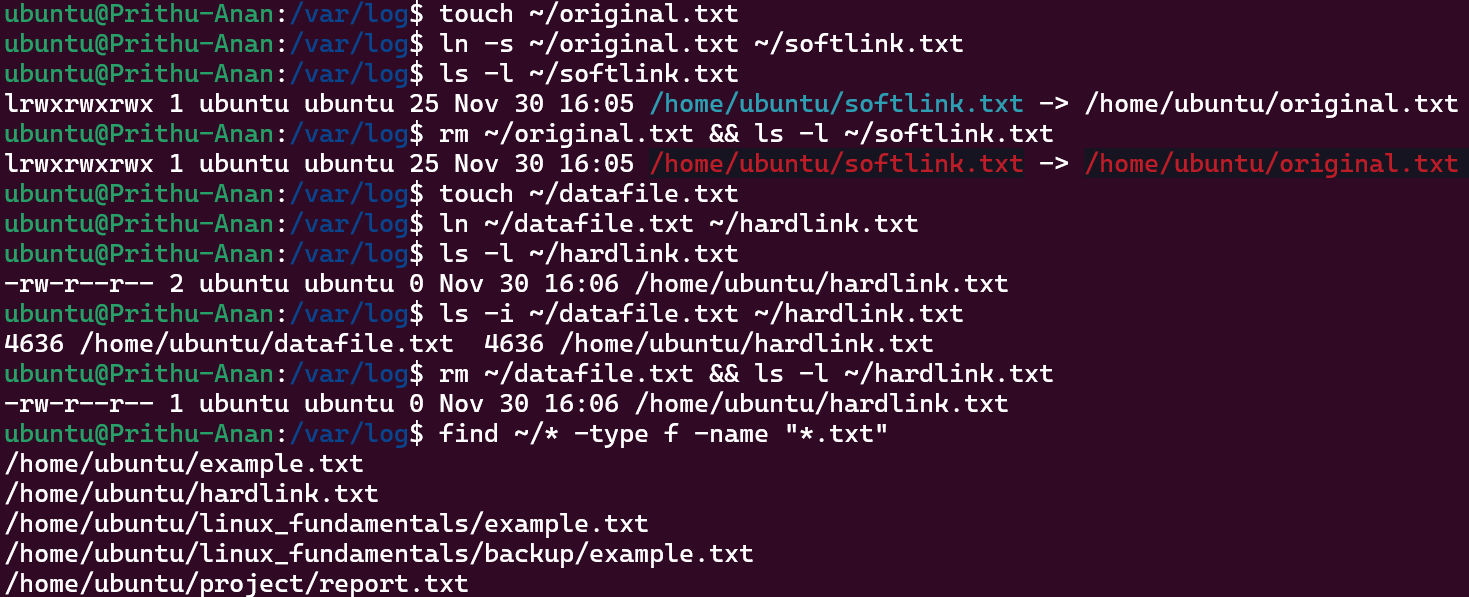 ubuntu@Prithu-Anan:/var/log$ touch ~/original.txt
ubuntu@Prithu-Anan:/var/log$ ln -s ~/original.txt ~/softlink.txt
ubuntu@Prithu-Anan:/var/log$ ls -l ~/softlink.txt
lrwxrwxrwx 1 ubuntu ubuntu 25 Nov 30 16:05 /home/ubuntu/softlink.txt -> /home/ubuntu/original.txt
ubuntu@Prithu-Anan:/var/log$ rm ~/original.txt && ls -l ~/softlink.txt
lrwxrwxrwx 1 ubuntu ubuntu 25 Nov 30 16:05 /home/ubuntu/softlink.txt -> /home/ubuntu/original.txt
ubuntu@Prithu-Anan:/var/log$ touch ~/datafile.txt
ubuntu@Prithu-Anan:/var/log$ ln ~/datafile.txt ~/hardlink.txt
ubuntu@Prithu-Anan:/var/log$ ls -l ~/hardlink.txt
-rw-r--r-- 2 ubuntu ubuntu 0 Nov 30 16:06 /home/ubuntu/hardlink.txt
ubuntu@Prithu-Anan:/var/log$ ls -i ~/datafile.txt ~/hardlink.txt
4636 /home/ubuntu/datafile.txt  4636 /home/ubuntu/hardlink.txt
ubuntu@Prithu-Anan:/var/log$ rm ~/datafile.txt && ls -l ~/hardlink.txt
-rw-r--r-- 1 ubuntu ubuntu 0 Nov 30 16:06 /home/ubuntu/hardlink.txt
ubuntu@Prithu-Anan:/var/log$ find ~/* -type f -name "*.txt"
/home/ubuntu/example.txt
/home/ubuntu/hardlink.txt
/home/ubuntu/linux_fundamentals/example.txt
/home/ubuntu/linux_fundamentals/backup/example.txt
/home/ubuntu/project/report.txt